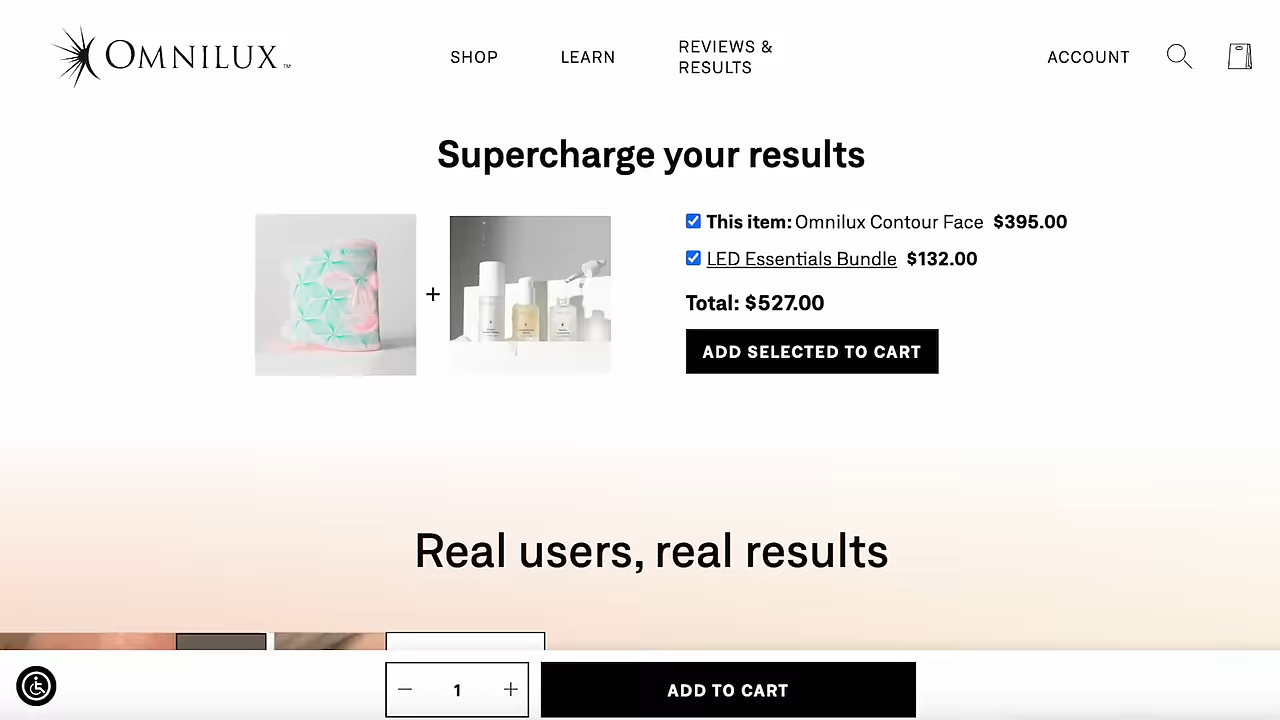 OMNILUX™
SHOP
LEARN
REVIEWS &
RESULTS
ACCOUNT
Supercharge your results
+
This item: Omnilux Contour Face $395.00
LED Essentials Bundle $132.00
Total: $527.00
ADD SELECTED TO CART
Real users, real results
— 1 +
ADD TO CART